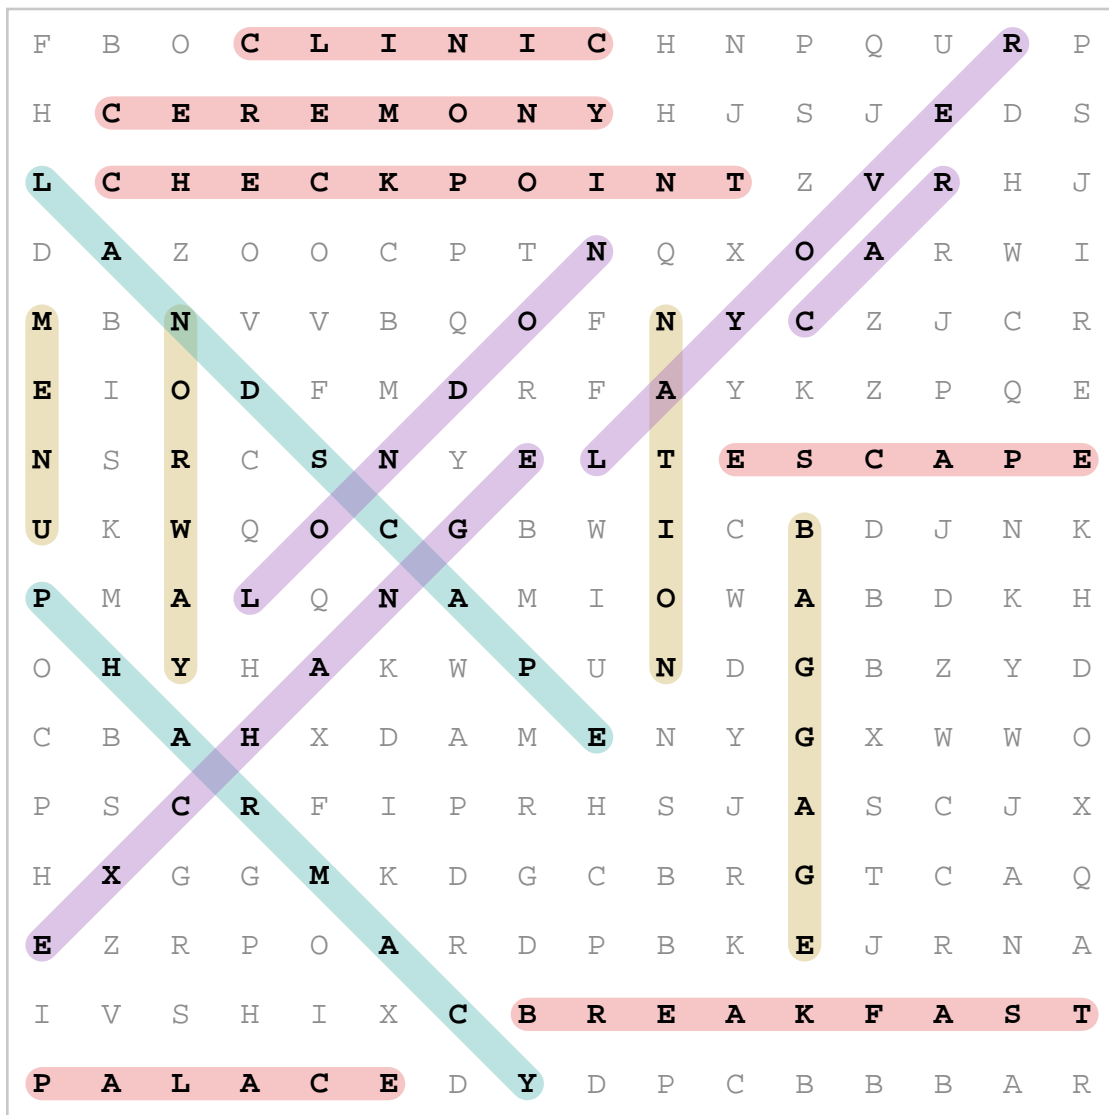 F B O C L I N I C H N P Q U R P
H C E R E M O N Y H J S J E D S
L C H E C K P O I N T Z V R H J
D A Z O O C P T N Q X O A R W I
M B N V V B Q O F N Y C Z J C R
E I O D F M D R F A Y K Z P Q E
N S R C S N Y E L T E S C A P E
U K W Q O C G B W I C B D J N K
P M A L Q N A M I O W A B D K H
O H Y H A K W P U N D G B Z Y D
C B A H X D A M E N Y G X W W O
P S C R F I P R H S J A S C J X
H X G G M K D G C B R G T C A Q
E Z R P O A R D P B K E J R N A
I V S H I X C B R E A K F A S T
P A L A C E D Y D P C B B B A R